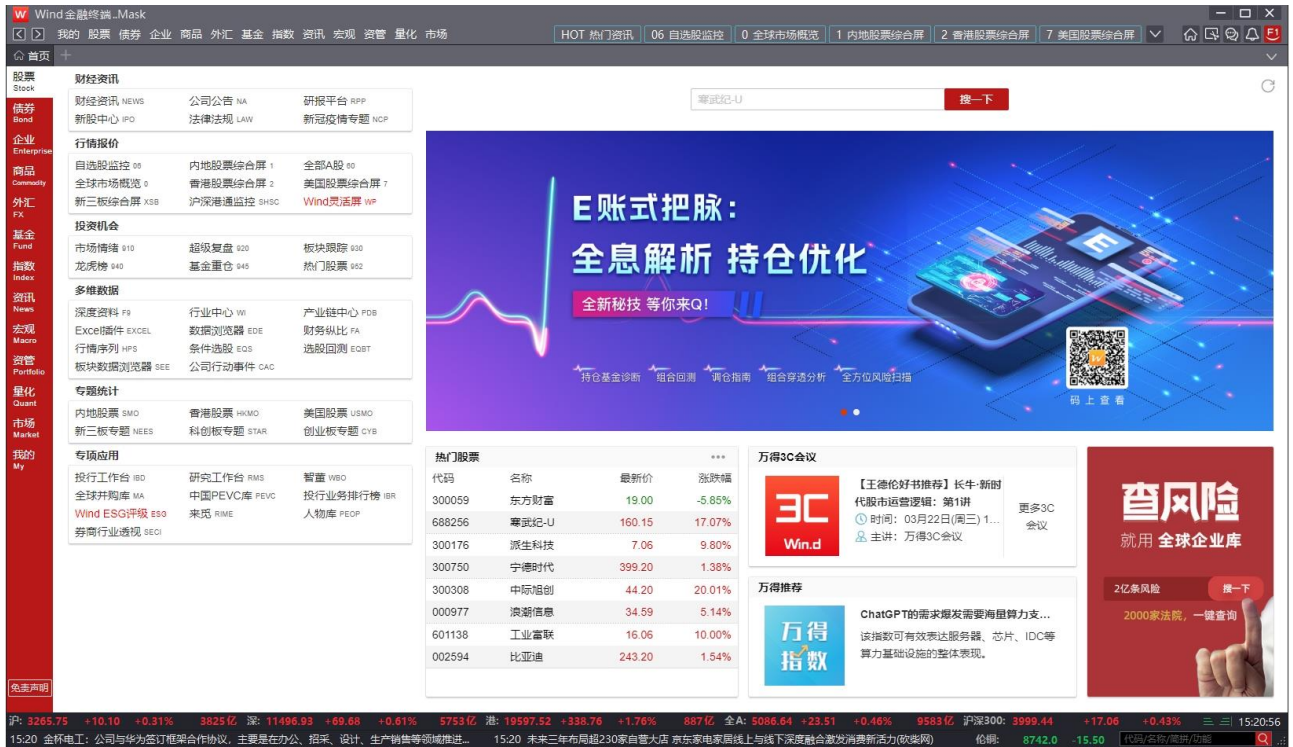 W Wind金融终端..Mask
我的 股票 债券 企业 商品 外汇 基金 指数 资讯 宏观 资管 量化 市场
HOT 热门资讯 06 自选股监控 0 全球市场概览 1 内地股票综合屏 2 香港股票综合屏 7 美国股票综合屏
首页
股票
Stock
债券
Bond
企业
Enterprise
商品
Commodity
外汇
FX
基金
Fund
指数
Index
资讯
News
宏观
Macro
资管
Portfolio
量化
Quant
市场
Market
我的
My
免责声明
财经资讯
财经资讯 NEWS 公司公告 NA 研报平台 RPP
新股中心 IPO 法律法规 LAW 新冠疫情专题 NCP
行情报价
自选股监控 06 内地股票综合屏 1 全部A股 60
全球市场概览 0 香港股票综合屏 2 美国股票综合屏 7
新三板综合屏 XSB 沪深港通监控 SHSC Wind灵活屏 WP
投资机会
市场情绪 910 超级复盘 920 板块跟踪 930
龙虎榜 940 基金重仓 945 热门股票 952
多维数据
深度资料 F9 行业中心 WI 产业链中心 PDB
Excel插件 EXCEL 数据浏览器 EDE 财务纵比 FA
行情序列 HPS 条件选股 EQS 选股回测 EQBT
板块数据浏览器 SEE 公司行动事件 CAC
专题统计
内地股票 SMO 香港股票 HKMO 美国股票 USMO
新三板专题 NEES 科创板专题 STAR 创业板专题 CYB
专项应用
投行工作台 IBD 研究工作台 RMS 智董 WBO
全球并购库 MA 中国PEVC库 PEVC 投行业务排行榜 IBR
Wind ESG评级 ESG 来觅 RIME 人物库 PEOP
券商行业透视 SECI
寒武纪-U 搜一下
E账式把脉:
全息解析 持仓优化
全新秘技 等你来Q!
持仓基金诊断 组合回测 调仓指南 组合穿透分析 全方位风险扫描
E
W
码上查看
热门股票
代码 名称 最新价 涨跌幅
300059 东方财富 19.00 -5.85%
688256 寒武纪-U 160.15 17.07%
300176 派生科技 7.06 9.80%
300750 宁德时代 399.20 1.38%
300308 中际旭创 44.20 20.01%
000977 浪潮信息 34.59 5.14%
601138 工业富联 16.06 10.00%
002594 比亚迪 243.20 1.54%
万得3C会议
3C
Win.d
【王德伦好书推荐】长牛·新时
代股市运营逻辑：第1讲
时间：03月22日(周三) 1...
主讲：万得3C会议
更多3C
会议
万得推荐
万得
指数
ChatGPT的需求爆发需要海量算力支...
该指数可有效表达服务器、芯片、IDC等
算力基础设施的整体表现。
查风险
就用 全球企业库
2亿条风险 搜一下
2000家法院，一键查询
沪: 3265.75 +10.10 +0.31% 3825亿 深: 11496.93 +69.68 +0.61% 5753亿 港: 19597.52 +338.76 +1.76% 887亿 全A: 5086.64 +23.51 +0.46% 9583亿 沪深300: 3999.44 +17.06 +0.43% 15:20:56
15:20 金杯电工：公司与华为签订框架合作协议，主要是在办公、招采、设计、生产销售等领域推进... 15:20 未来三年布局超230家自营大店 京东家电家居线上与线下深度融合激发消费新活力(砍柴网) 伦铜: 8742.0 -15.50 代码/名称/简拼/功能